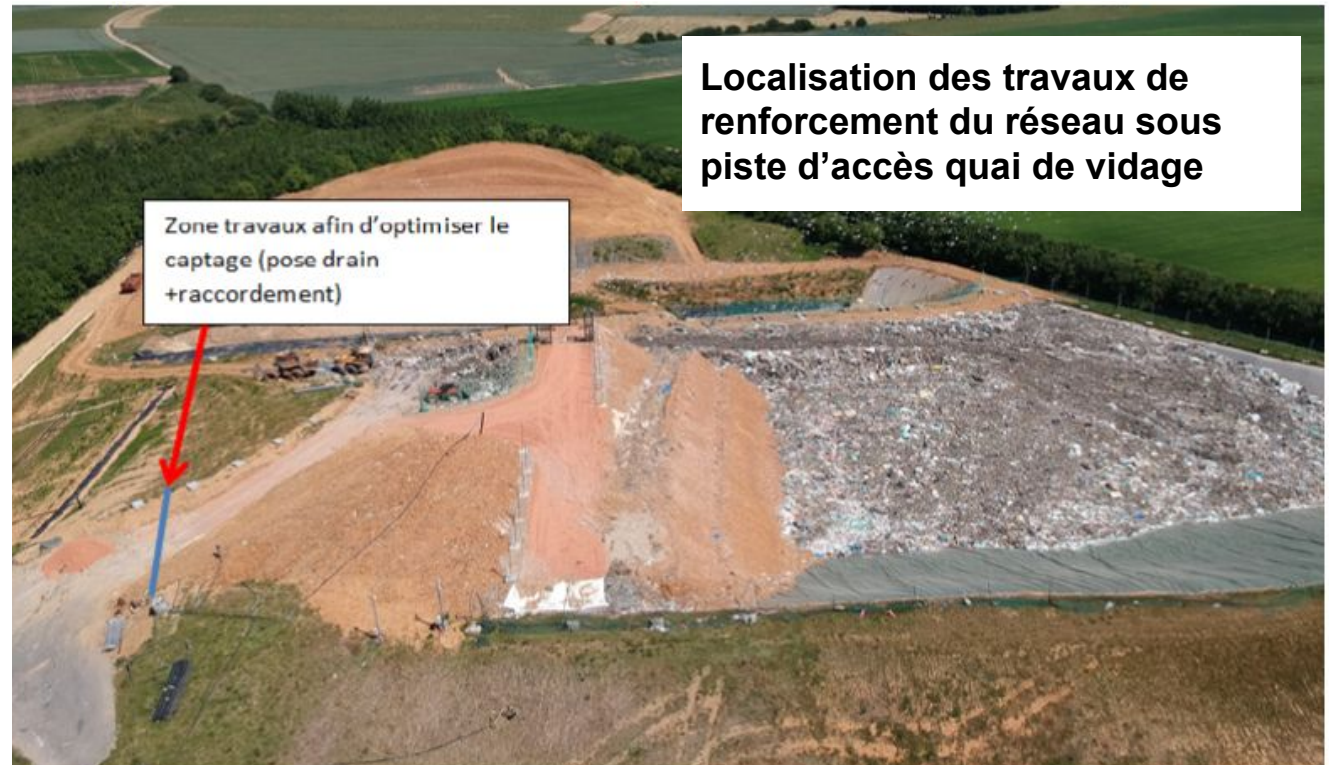 Localisation des travaux de
renforcement du réseau sous
piste d’accès quai de vidage
Zone travaux afin d’optimiser le
captage (pose drain
+raccordement)